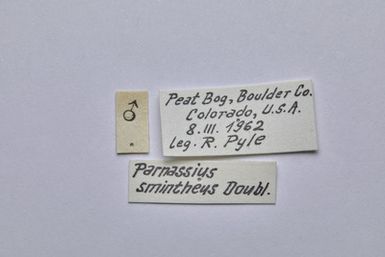 ♂
Peat Bog, Boulder Co.
Colorado, U.S.A.
8.III. 1962
leg. R. Pyle
Parnassius
smintheus Doubl.